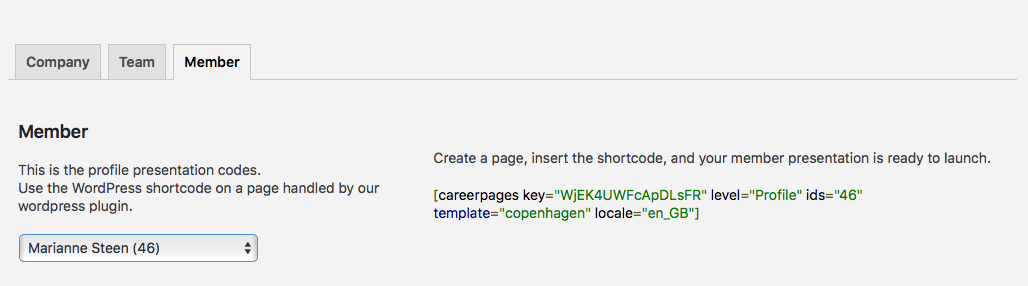 Company Team Member
Member
This is the profile presentation codes.
Use the WordPress shortcode on a page handled by our
wordpress plugin.
Marianne Steen (46)
Create a page, insert the shortcode, and your member presentation is ready to launch.
[careerpages key="WjEK4UWFcApDLsFR" level="Profile" ids="46"
template="copenhagen" locale="en_GB"]